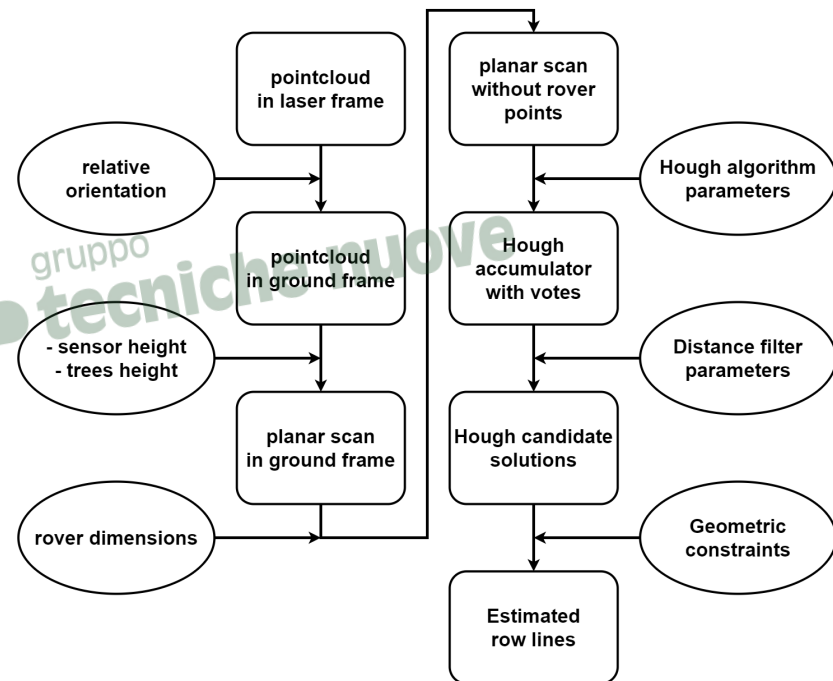 pointcloud
in laser frame
relative
orientation
pointcloud
in ground frame
- sensor height
- trees height
planar scan
in ground frame
rover dimensions
planar scan
without rover
points
Hough algorithm
parameters
Hough
accumulator
with votes
Distance filter
parameters
Hough candidate
solutions
Geometric
constraints
Estimated
row lines
gruppo
tecniche nuove